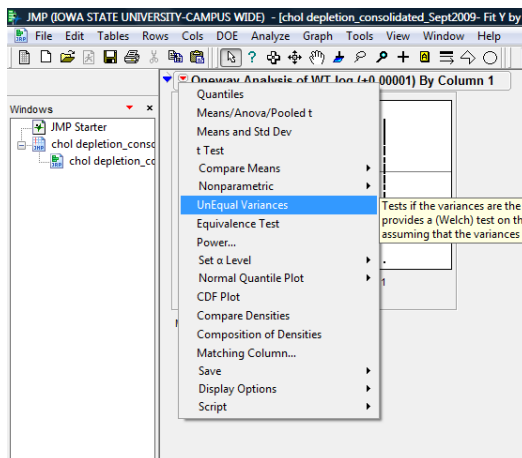 JMP (IOWA STATE UNIVERSITY-CAMPUS WIDE) - [chol depletion_consolidated_Sept2009- Fit Y by
File Edit Tables Rows Cols DOE Analyze Graph Tools View Window Help
Oneway Analysis of WT log (+0.00001) By Column 1
Windows
JMP Starter
chol depletion_consc
chol depletion_cc
Quantiles
Means/Anova/Pooled t
Means and Std Dev
t Test
Compare Means
Nonparametric
UnEqual Variances
Equivalence Test
Power...
Set α Level
Normal Quantile Plot
CDF Plot
Compare Densities
Composition of Densities
Matching Column...
Save
Display Options
Script
Tests if the variances are the
provides a (Welch) test on th
assuming that the variances
1